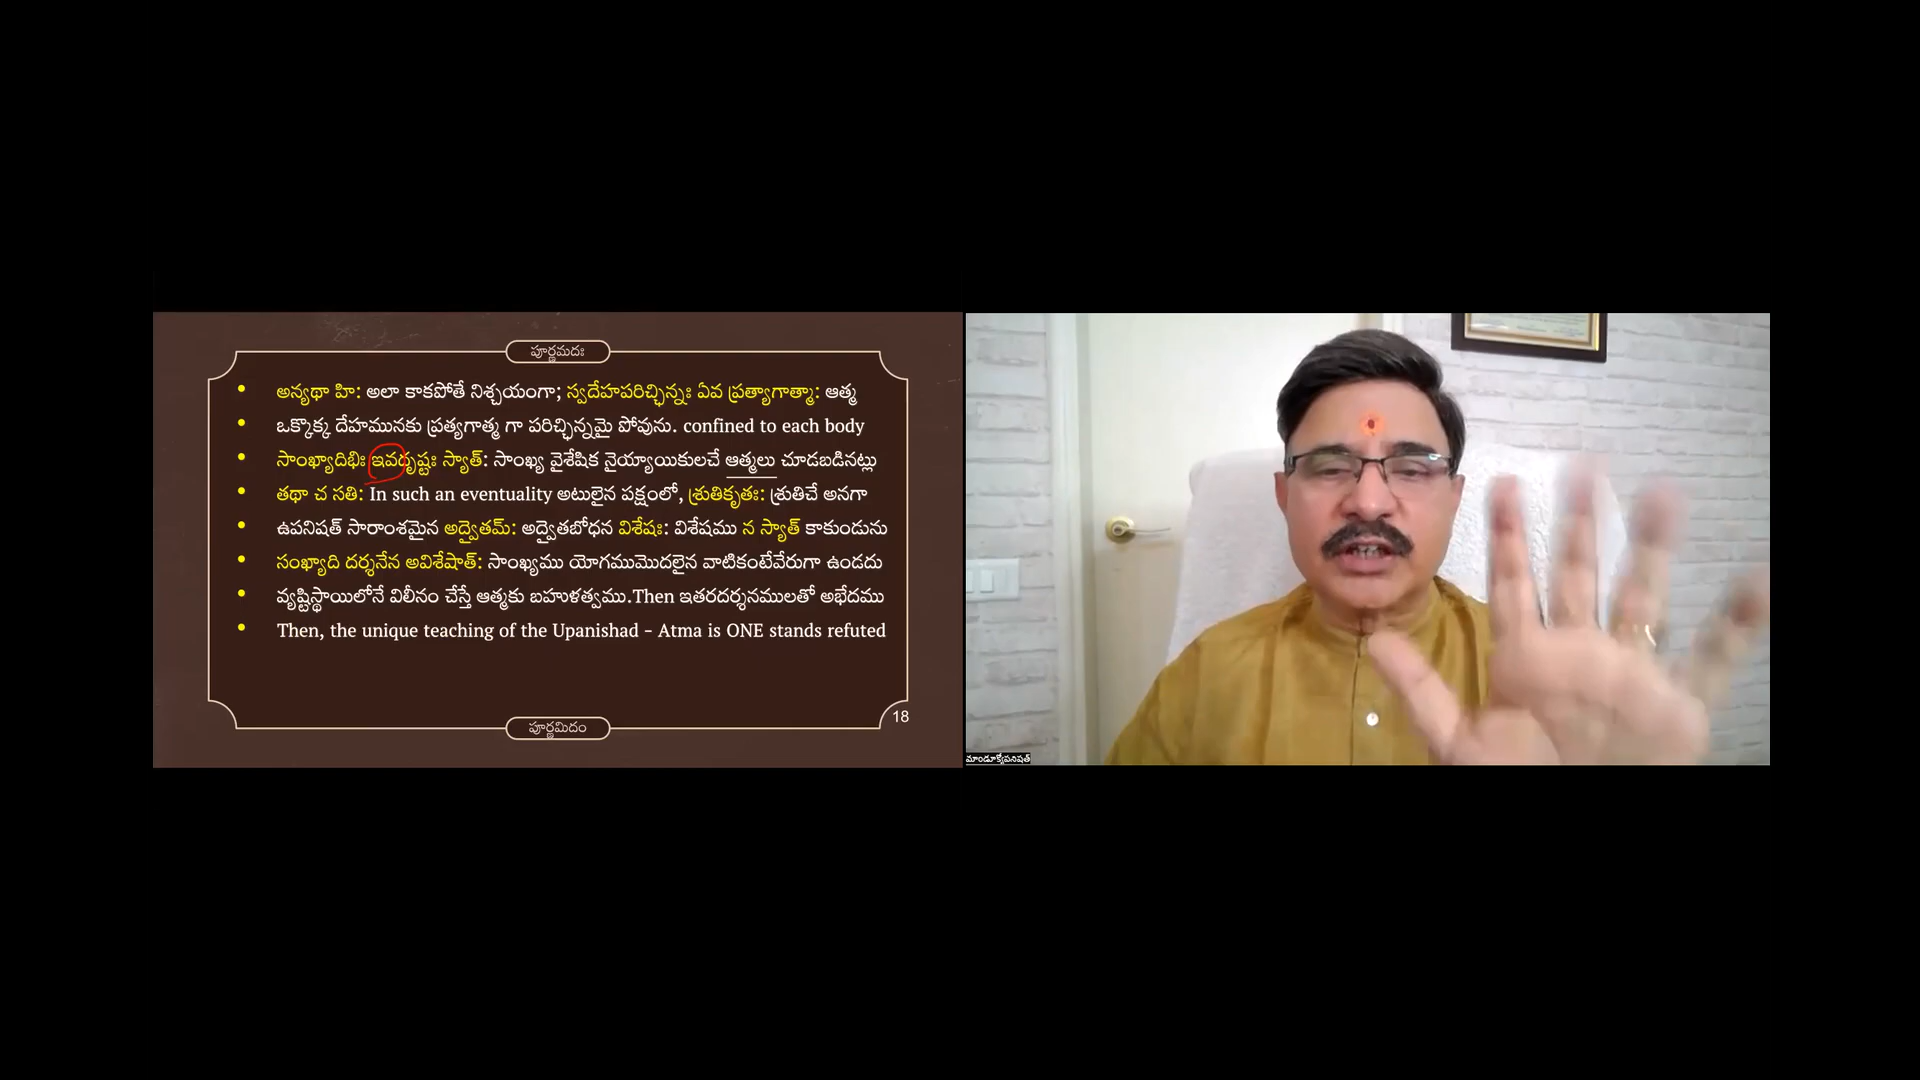 పూర్ణమదః
అన్యథా హి: అలా కాకపోతే నిశ్చయంగా; స్వదేహపరిచ్ఛిన్నః ఏవ ప్రత్యాగాత్మా: ఆత్మ
ఒక్కొక్క దేహమునకు ప్రత్యగాత్మ గా పరిచ్ఛిన్నమై పోవును. confined to each body
సాంఖ్యాదిభిః ఇవదృష్టః స్యాత్: సాంఖ్య వైశేషిక నైయ్యాయికులచే ఆత్మలు చూడబడినట్లు
తథా చ సతి: In such an eventuality అటులైన పక్షంలో, శ్రుతికృతః: శ్రుతిచే అనగా
ఉపనిషత్ సారాంశమైన అద్వైతమ్: అద్వైతబోధన విశేషః: విశేషము న స్యాత్ కాకుండును
సంఖ్యాది దర్శనేన అవిశేషాత్: సాంఖ్యము యోగముమొదలైన వాటికంటేవేరుగా ఉండదు
వ్యష్టిస్థాయిలోనే విలీనం చేస్తే ఆత్మకు బహుళత్వము.Then ఇతరదర్శనములతో అభేదము
Then, the unique teaching of the Upanishad - Atma is ONE stands refuted
18
పూర్ణమిదం
మాండూక్యోపనిషత్